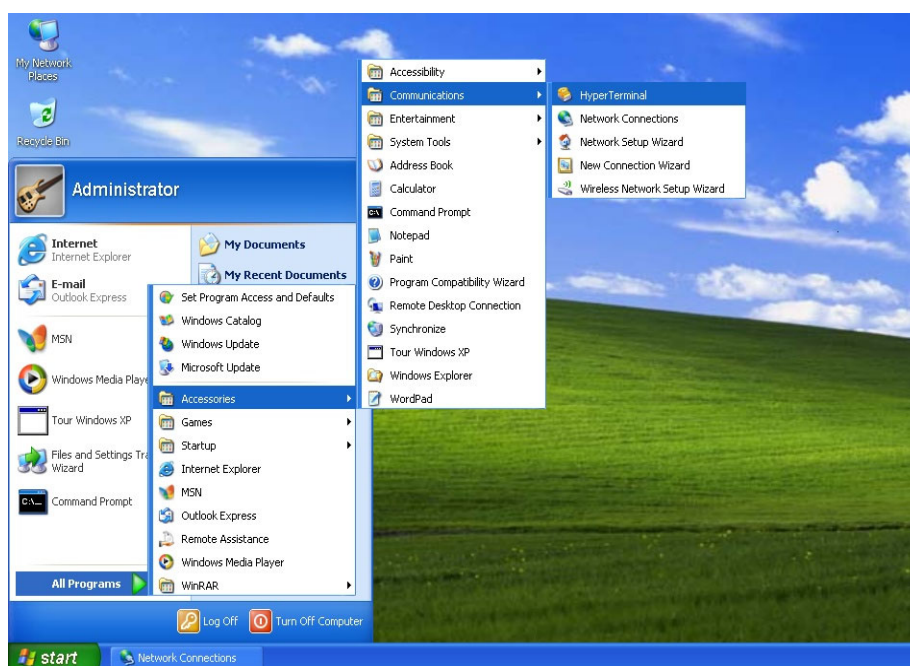 My Network
Places
Recycle Bin
Administrator
Internet
Internet Explorer
E-mail
Outlook Express
MSN
Windows Media Playe
Tour Windows XP
Files and Settings Tra
Wizard
C:\_
Command Prompt
All Programs
My Documents
My Recent Documents
Set Program Access and Defaults
Windows Catalog
Windows Update
Microsoft Update
Accessories
Games
Startup
Internet Explorer
MSN
Outlook Express
Remote Assistance
Windows Media Player
WinRAR
Accessibility
Communications
Entertainment
System Tools
Address Book
Calculator
Command Prompt
Notepad
Paint
Program Compatibility Wizard
Remote Desktop Connection
Synchronize
Tour Windows XP
Windows Explorer
WordPad
HyperTerminal
Network Connections
Network Setup Wizard
New Connection Wizard
Wireless Network Setup Wizard
Log Off
Turn Off Computer
start
Network Connections